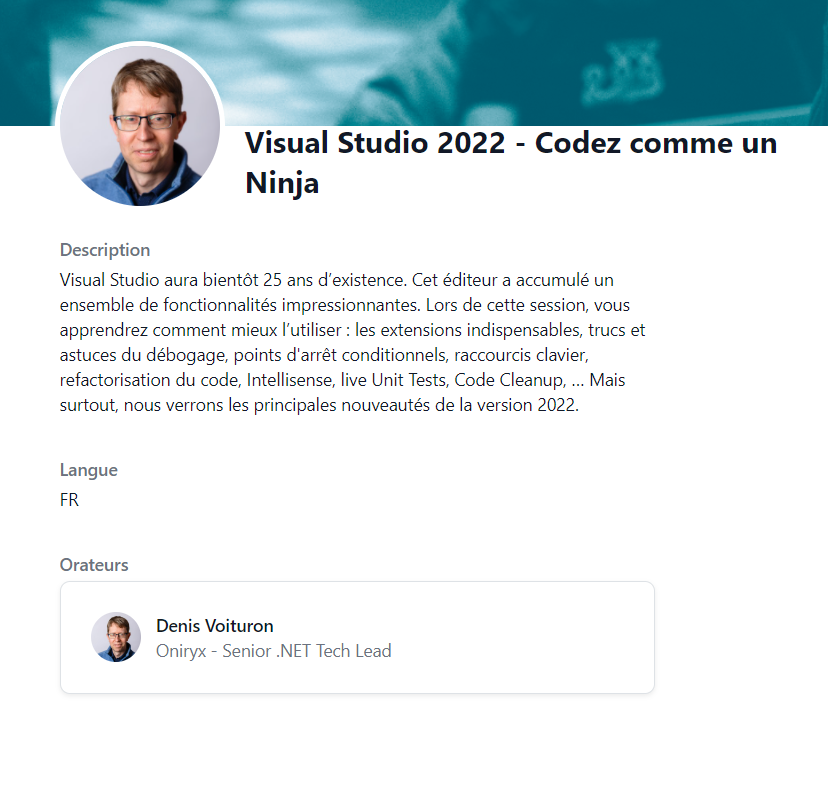 Visual Studio 2022 - Codez comme un
Ninja
Description
Visual Studio aura bientôt 25 ans d’existence. Cet éditeur a accumulé un
ensemble de fonctionnalités impressionnantes. Lors de cette session, vous
apprendrez comment mieux l’utiliser : les extensions indispensables, trucs et
astuces du débogage, points d'arrêt conditionnels, raccourcis clavier,
refactorisation du code, Intellisense, live Unit Tests, Code Cleanup, … Mais
surtout, nous verrons les principales nouveautés de la version 2022.
Langue
FR
Orateurs
Denis Voituron
Oniryx - Senior .NET Tech Lead